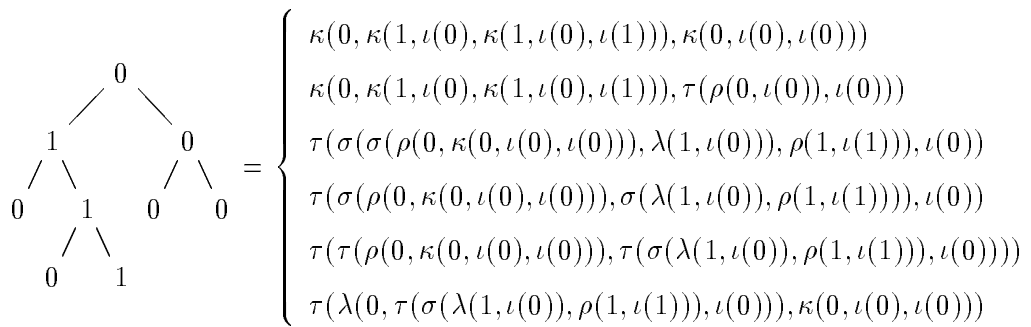 0
1 0
0 1 0 0
0 1
=
κ(0, κ(1, ι(0), κ(1, ι(0), ι(1))), κ(0, ι(0), ι(0)))
κ(0, κ(1, ι(0), κ(1, ι(0), ι(1))), τ(ρ(0, ι(0)), ι(0)))
τ(σ(σ(ρ(0, κ(0, ι(0), ι(0))), λ(1, ι(0))), ρ(1, ι(1))), ι(0))
τ(σ(ρ(0, κ(0, ι(0), ι(0))), σ(λ(1, ι(0)), ρ(1, ι(1)))), ι(0))
τ(τ(ρ(0, κ(0, ι(0), ι(0))), τ(σ(λ(1, ι(0)), ρ(1, ι(1))), ι(0))))
τ(λ(0, τ(σ(λ(1, ι(0)), ρ(1, ι(1))), ι(0))), κ(0, ι(0), ι(0)))